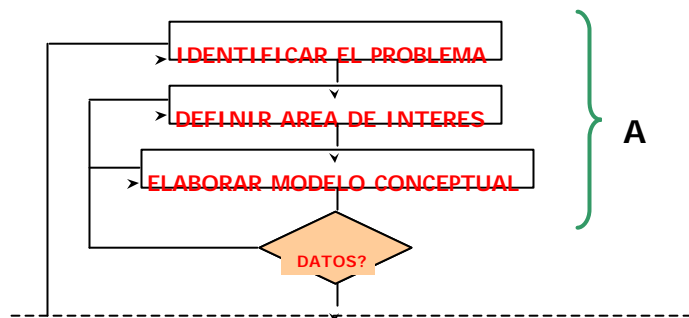 IDENTIFICAR EL PROBLEMA
DEFINIR AREA DE INTERES
A
ELABORAR MODELO CONCEPTUAL
DATOS?